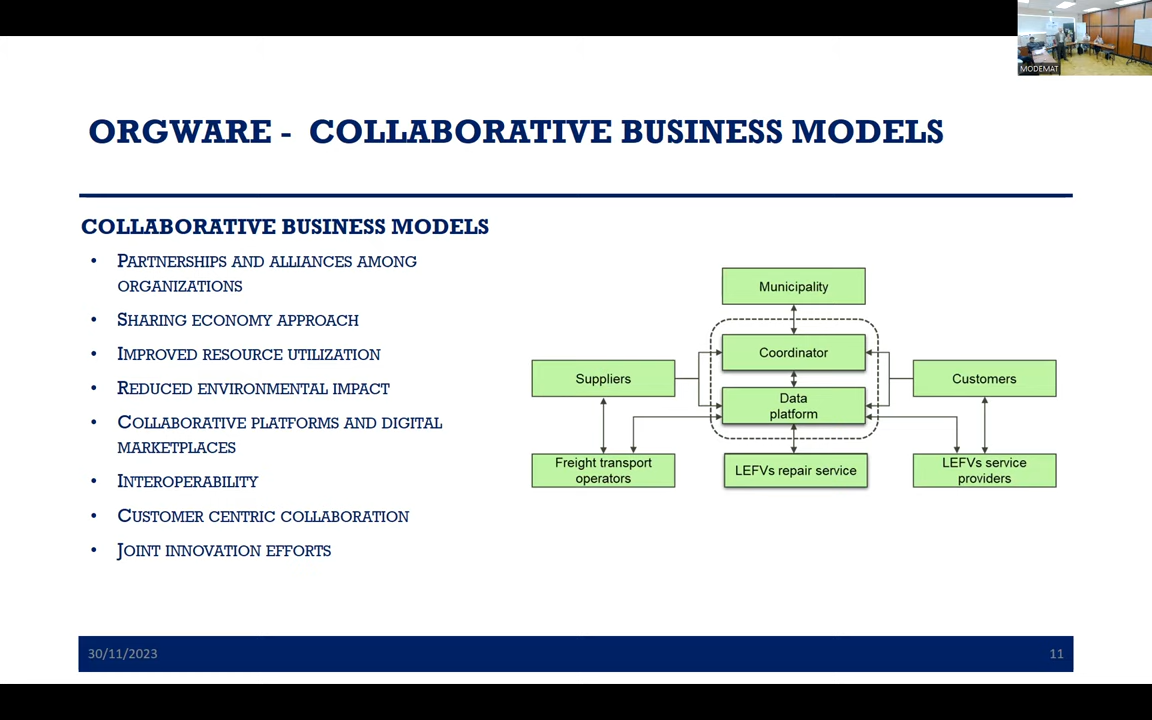 MODEMAT
ORGWARE - COLLABORATIVE BUSINESS MODELS
COLLABORATIVE BUSINESS MODELS
• PARTNERSHIPS AND ALLIANCES AMONG
ORGANIZATIONS
• SHARING ECONOMY APPROACH
• IMPROVED RESOURCE UTILIZATION
• REDUCED ENVIRONMENTAL IMPACT
• COLLABORATIVE PLATFORMS AND DIGITAL
MARKETPLACES
• INTEROPERABILITY
• CUSTOMER CENTRIC COLLABORATION
• JOINT INNOVATION EFFORTS
Municipality
Coordinator
Suppliers
Customers
Data
platform
Freight transport
operators
LEFVs repair service
LEFVs service
providers
30/11/2023
11